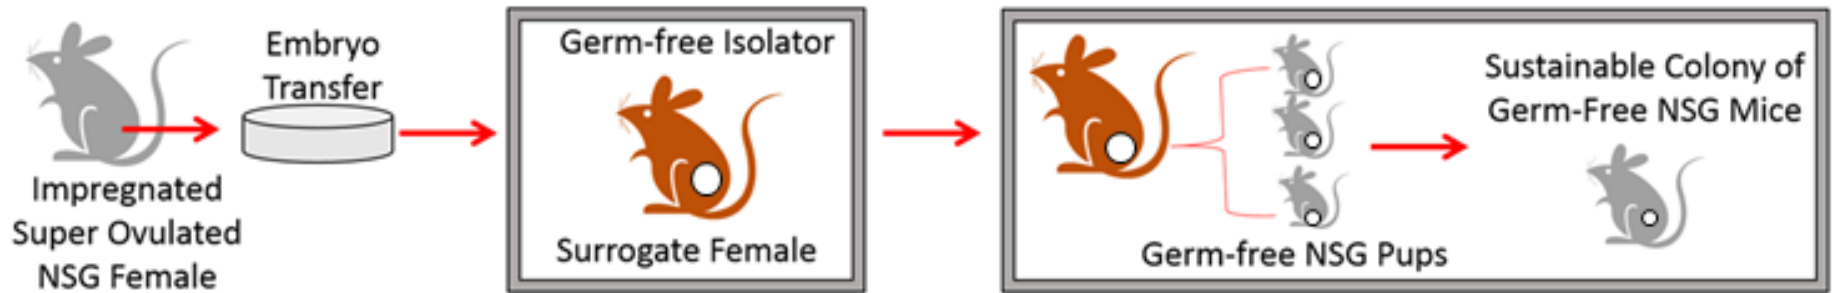 Impregnated
Super Ovulated
NSG Female
Embryo
Transfer
Germ-free Isolator
Surrogate Female
Germ-free NSG Pups
Sustainable Colony of
Germ-Free NSG Mice